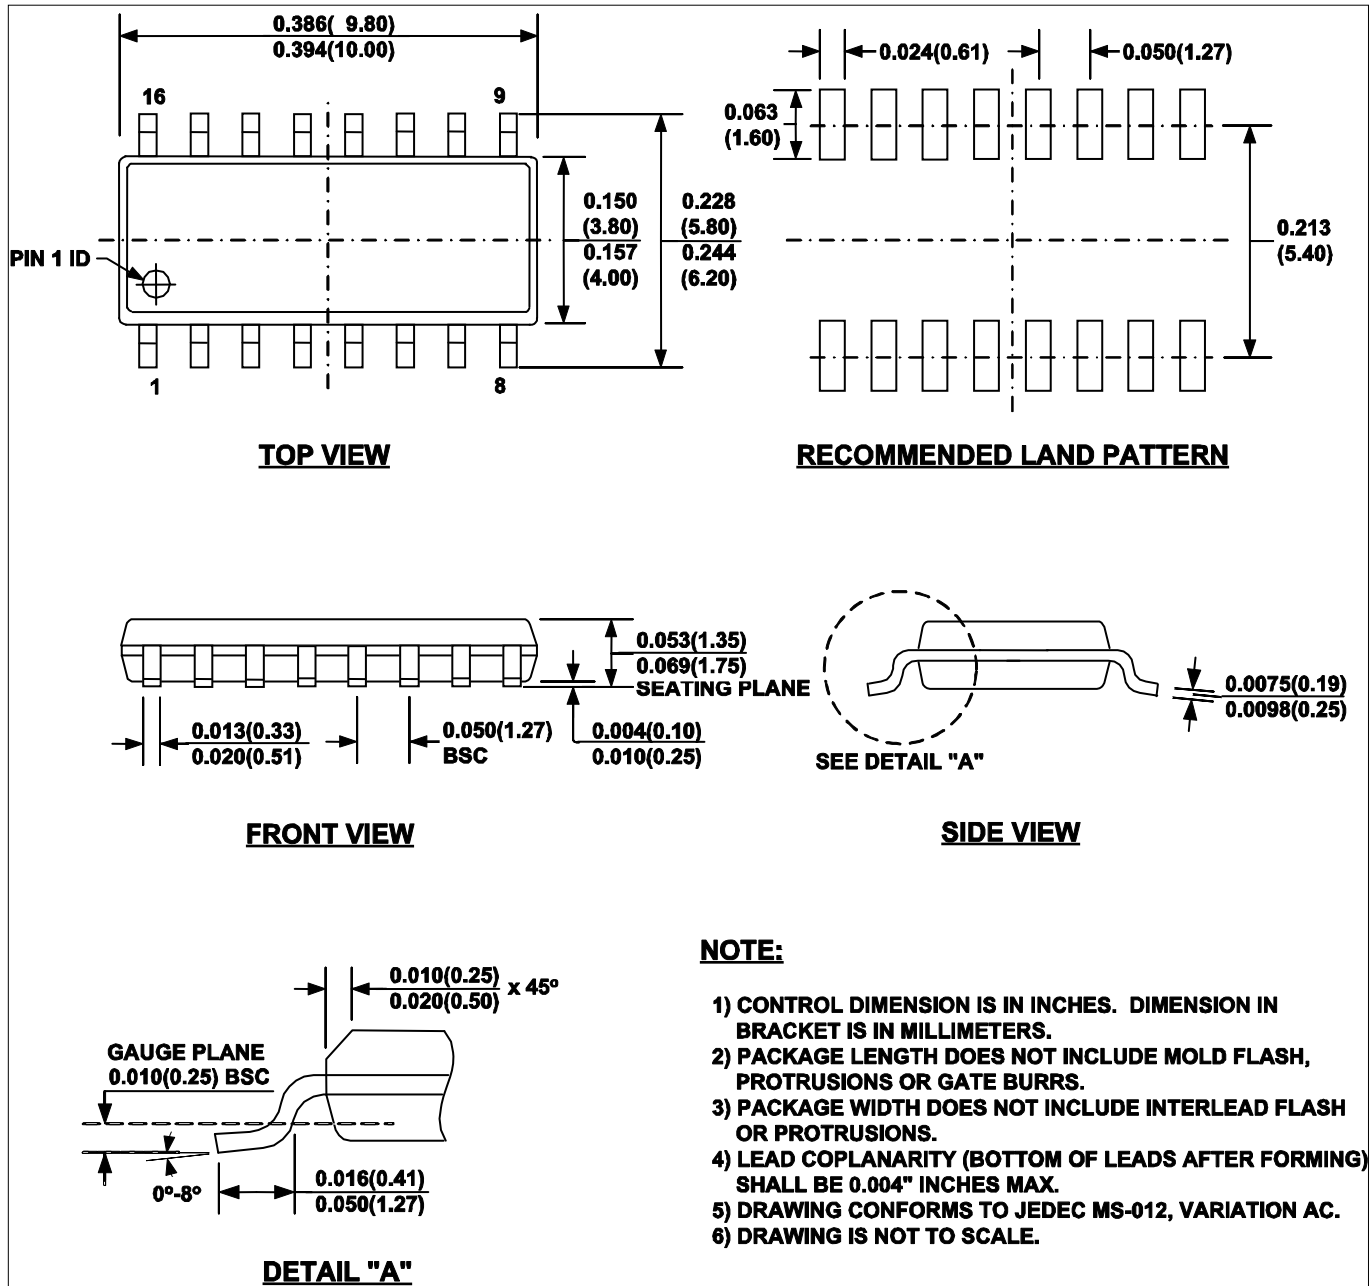 0.386( 9.80)
0.394(10.00)
16
9
PIN 1 ID
0.150
(3.80)
0.157
(4.00)
0.228
(5.80)
0.244
(6.20)
1
8
TOP VIEW
0.024(0.61)
0.050(1.27)
0.063
(1.60)
0.213
(5.40)
RECOMMENDED LAND PATTERN
0.053(1.35)
0.069(1.75)
SEATING PLANE
0.013(0.33)
0.020(0.51)
0.050(1.27)
BSC
0.004(0.10)
0.010(0.25)
FRONT VIEW
0.0075(0.19)
0.0098(0.25)
SEE DETAIL "A"
SIDE VIEW
0.010(0.25)
0.020(0.50)
x 45º
GAUGE PLANE
0.010(0.25) BSC
0º-8º
0.016(0.41)
0.050(1.27)
DETAIL "A"
NOTE:
1) CONTROL DIMENSION IS IN INCHES. DIMENSION IN
BRACKET IS IN MILLIMETERS.
2) PACKAGE LENGTH DOES NOT INCLUDE MOLD FLASH,
PROTRUSIONS OR GATE BURRS.
3) PACKAGE WIDTH DOES NOT INCLUDE INTERLEAD FLASH
OR PROTRUSIONS.
4) LEAD COPLANARITY (BOTTOM OF LEADS AFTER FORMING)
SHALL BE 0.004" INCHES MAX.
5) DRAWING CONFORMS TO JEDEC MS-012, VARIATION AC.
6) DRAWING IS NOT TO SCALE.